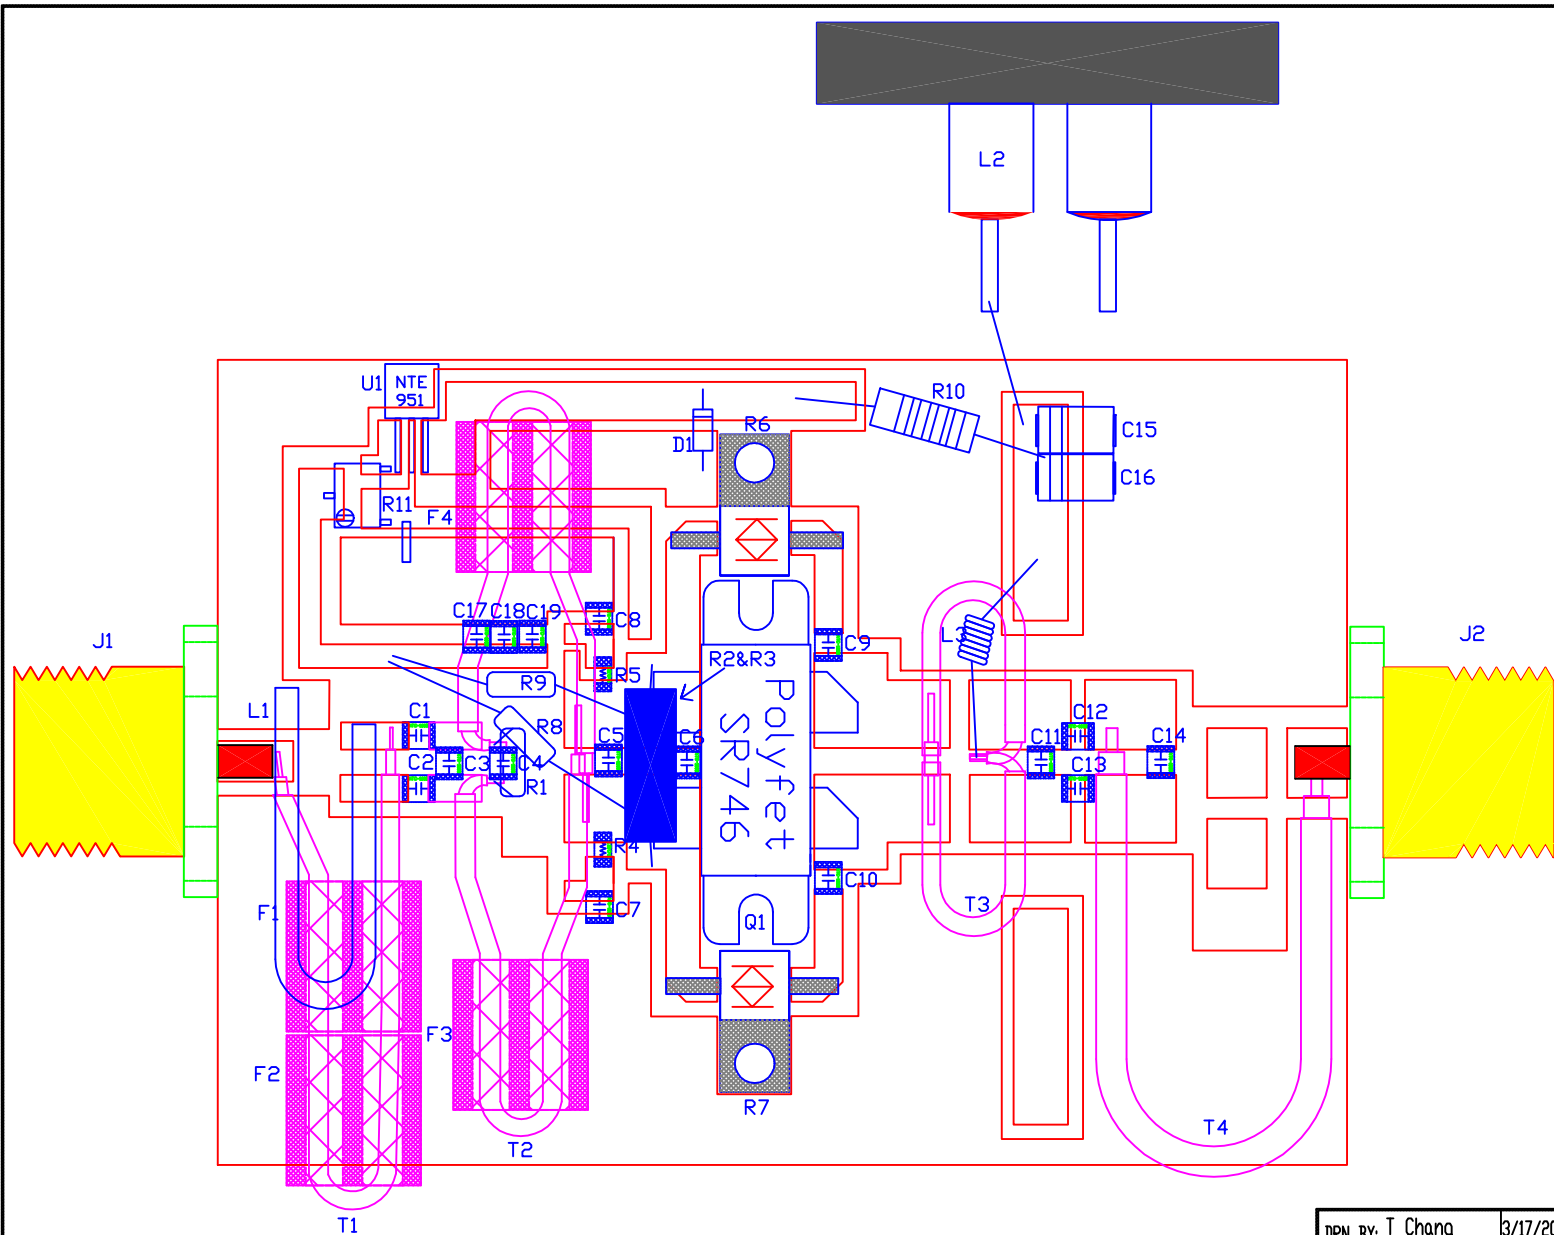 L2
U1
NTE
951
R10
R6
D1
C15
C16
R11
F4
C17
C18
C19
C8
C9
J1
L3
J2
R2&R3
R5
R9
L1
C1
R8
C5
C6
C12
C11
C14
C2
C3
C4
C13
R1
Polyfet
SR746
R4
C10
C7
F1
T3
Q1
F3
F2
R7
T4
T2
T1
DRN BY: T Chang
3/17/20